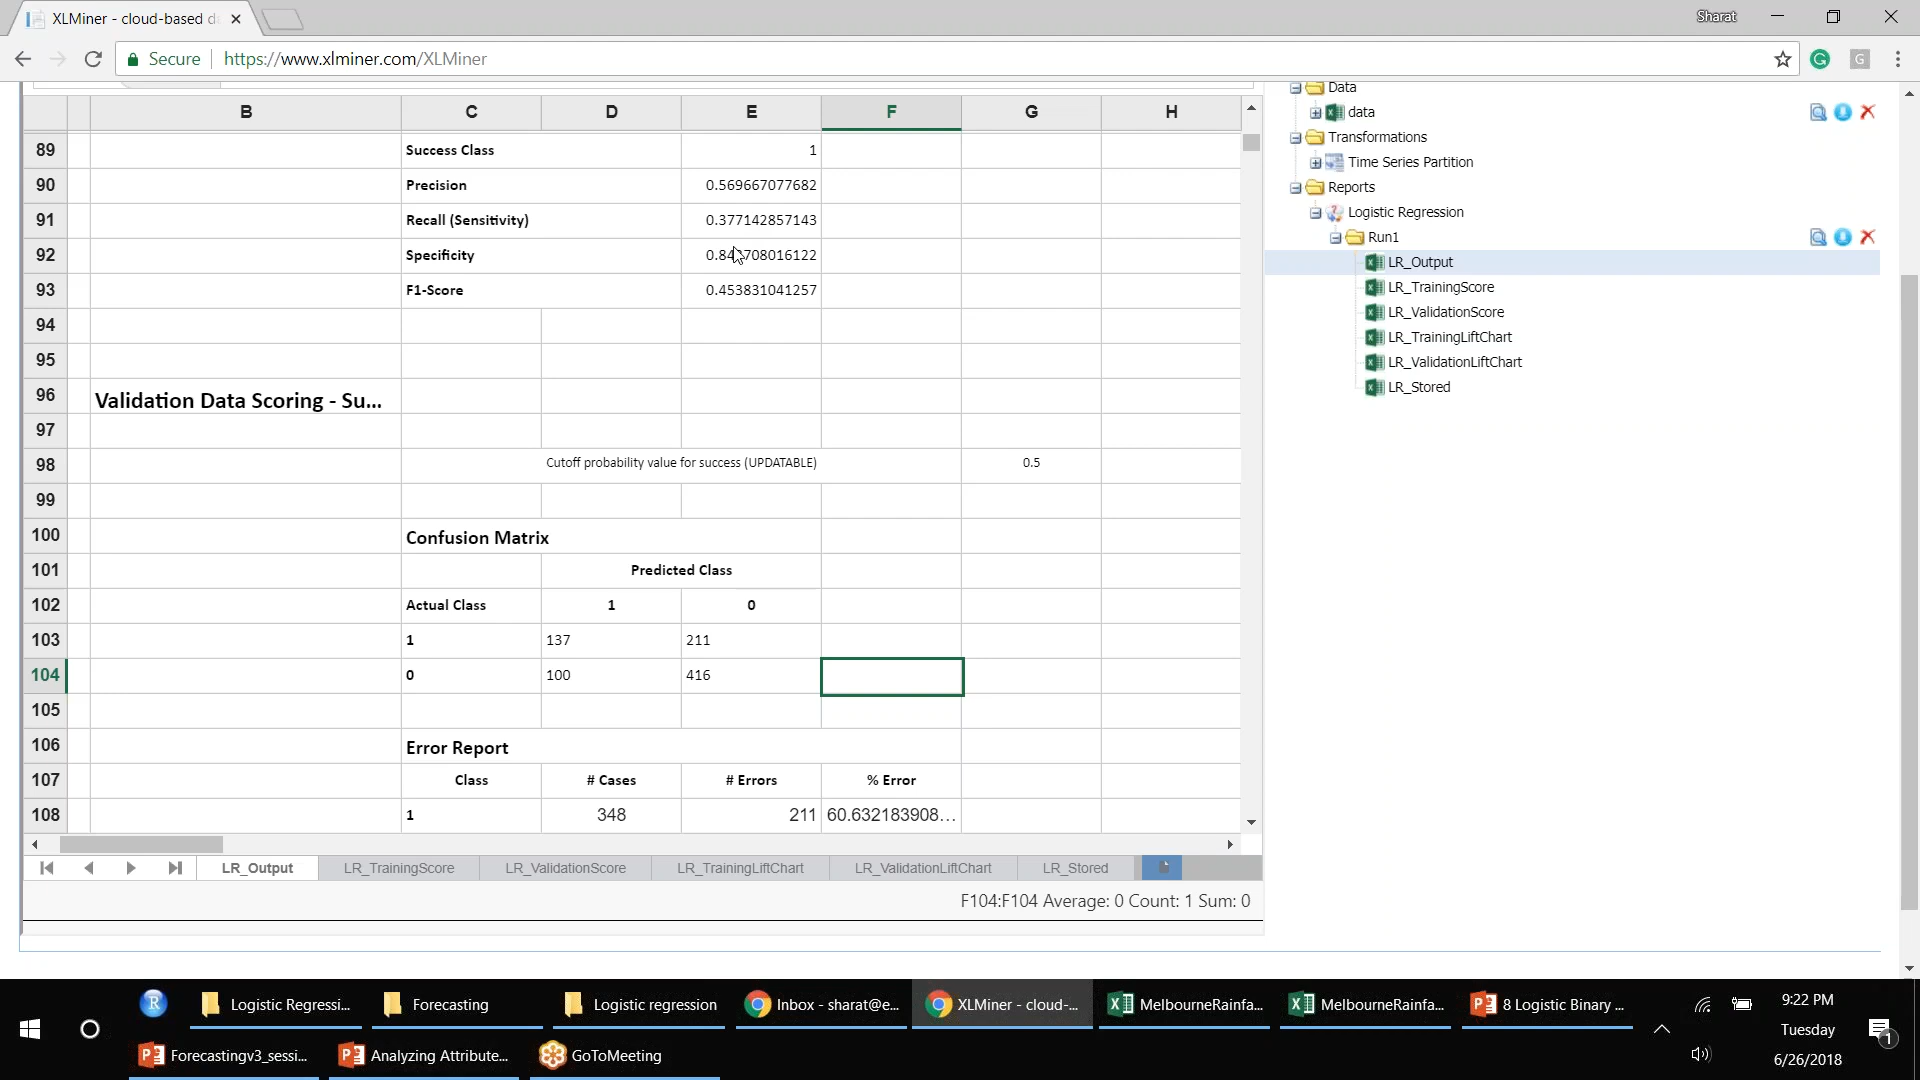 XLMiner - cloud-based d
Sharat
Secure
https://www.xlminer.com/XLMiner
B C D E F G H
89 Success Class 1
90 Precision 0.569667077682
91 Recall (Sensitivity) 0.377142857143
92 Specificity
93 F1-Score 0.453831041257
94
95
96 Validation Data Scoring - Su...
97
98 Cutoff probability value for success (UPDATABLE) 0.5
99
100 Confusion Matrix
101 Predicted Class
102 Actual Class 1 0
103 1 137 211
104 0 100 416
105
106 Error Report
107 Class # Cases # Errors % Error
108 1 348 211 60.632183908...
LR_Output LR_TrainingScore LR_ValidationScore LR_TrainingLiftChart LR_ValidationLiftChart LR_Stored
F104:F104 Average: 0 Count: 1 Sum: 0
Data
data
Transformations
Time Series Partition
Reports
Logistic Regression
Run1
LR_Output
LR_TrainingScore
LR_ValidationScore
LR_TrainingLiftChart
LR_ValidationLiftChart
LR_Stored
R
Logistic Regressi...
Forecasting
Logistic regression
Inbox - sharat@e...
XLMiner - cloud-...
MelbourneRainfa...
MelbourneRainfa...
8 Logistic Binary ...
Forecastingv3_sessi...
Analyzing Attribute...
GoToMeeting
9:22 PM
Tuesday
6/26/2018
1